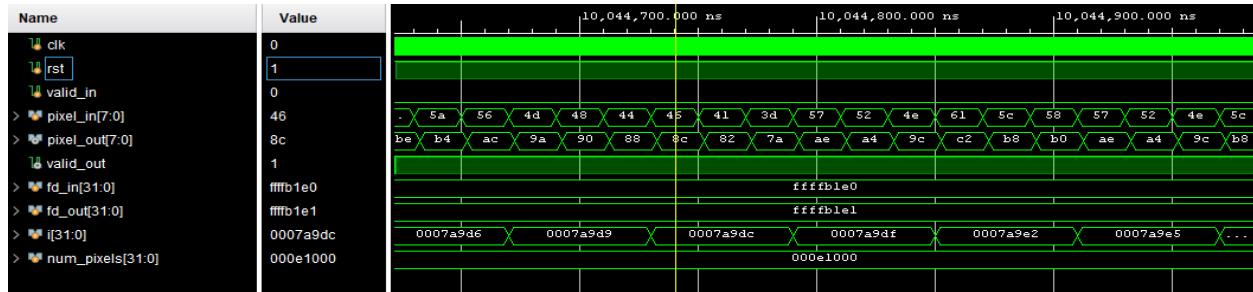 Name Value 10,044,700.000 ns 10,044,800.000 ns 10,044,900.000 ns
clk 0
rst 1
valid_in 0
pixel_in[7:0] 46 . 5a 56 4d 48 44 46 41 3d 57 52 4e 61 5c 58 57 52 4e 5c
pixel_out[7:0] 8c be b4 ac 9a 90 88 8c 82 7a ae a4 9c c2 b8 b0 ae a4 9c b8
valid_out 1
fd_in[31:0] ffffb1e0 ffffb1e0
fd_out[31:0] ffffb1e1 ffffb1e1
i[31:0] 0007a9dc 0007a9d6 0007a9d9 0007a9dc 0007a9df 0007a9e2 0007a9e5 ...
num_pixels[31:0] 000e1000 000e1000